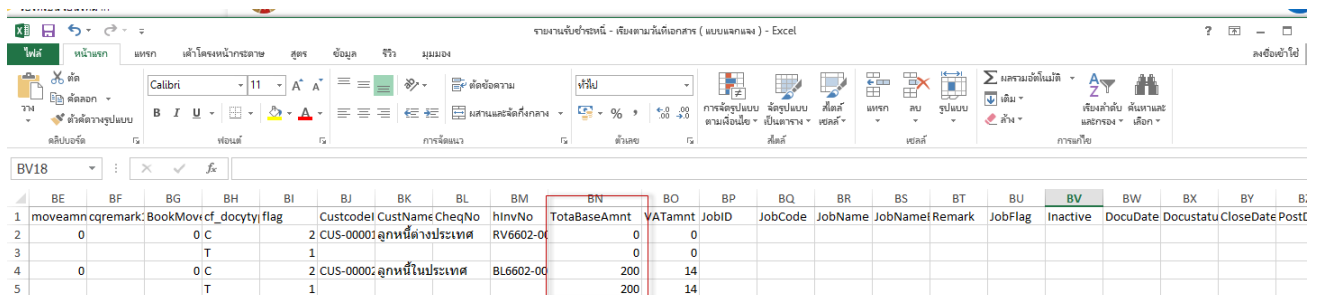 รายงานรับชำระหนี้ - เรียงตามวันที่เอกสาร ( แบบแจกแจง ) - Excel
ไฟล์ หน้าแรก แทรก เค้าโครงหน้ากระดาษ สูตร ข้อมูล รีวิว มุมมอง ลงชื่อเข้าใช้
ตัด Calibri 11 ตัดข้อความ ทั่วไป ผลรวมอัตโนมัติ
คัดลอก เติม
วาง ตัวคัดวางรูปแบบ B I U ผสานและจัดกึ่งกลาง % การจัดรูปแบบ จัดรูปแบบ สไตล์ แทรก ลบ รูปแบบ ล้าง เรียงลำดับ ค้นหาและ
ตามเงื่อนไข เป็นตาราง เซลล์ และกรอง เลือก
คลิปบอร์ด ฟอนต์ การจัดแนว ตัวเลข สไตล์ เซลล์ การแก้ไข
BV18 fx
BE BF BG BH BI BJ BK BL BM BN BO BP BQ BR BS BT BU BV BW BX BY
1 moveamn cqremark BookMov cf_docty flag Custcode CustName CheqNo hInvNo TotaBaseAmnt VATamnt JobID JobCode JobName JobName Remark JobFlag Inactive DocuDate Docustatu CloseDate PostD
2 0 0 C 2 CUS-00001 ลูกหนี้ต่างประเทศ RV6602-00 0 0
3 T 1 0 0
4 0 0 C 2 CUS-00002 ลูกหนี้ในประเทศ BL6602-00 200 14
5 T 1 200 14